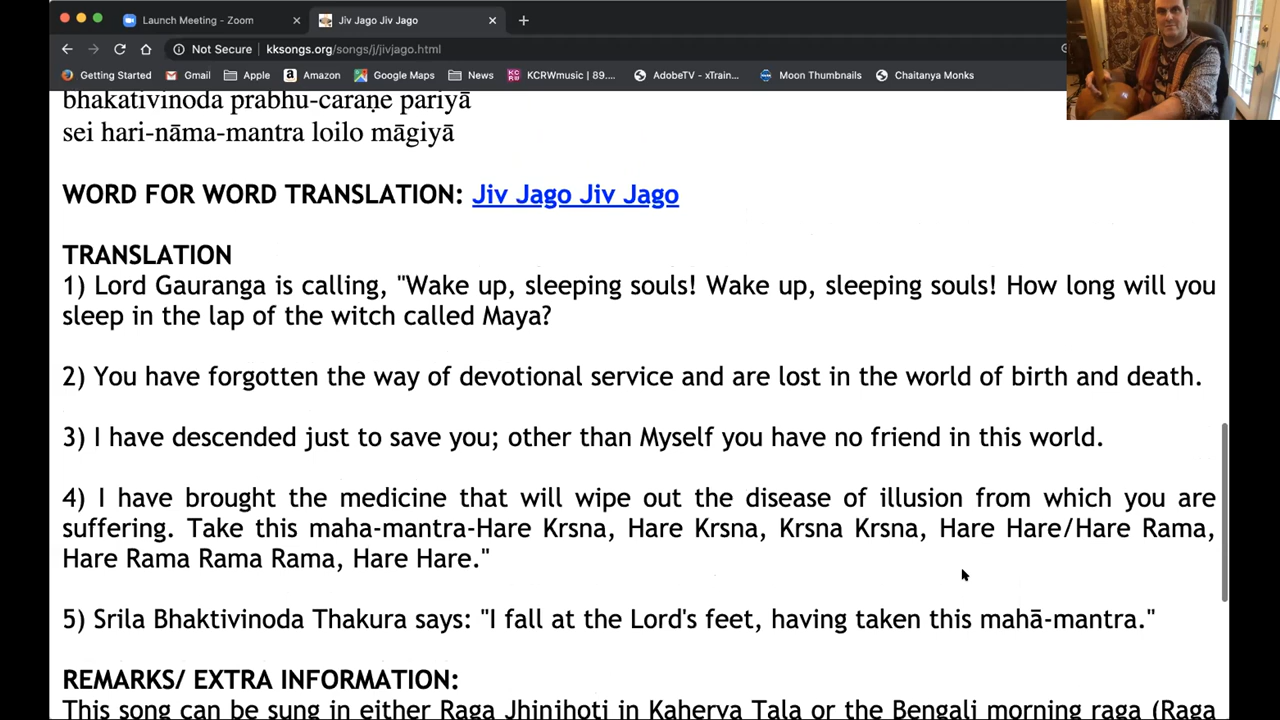 Launch Meeting - Zoom
Jiv Jago Jiv Jago
Not Secure | kksongs.org/songs/j/jivjago.html
Getting Started Gmail Apple Amazon Google Maps News KCRWmusic | 89.... AdobeTV - xTrain... Moon Thumbnails Chaitanya Monks
bhakativinoda prabhu-caraṇe pariyā
sei hari-nāma-mantra loilo māgiyā
WORD FOR WORD TRANSLATION: Jiv Jago Jiv Jago
TRANSLATION
1) Lord Gauranga is calling, "Wake up, sleeping souls! Wake up, sleeping souls! How long will you
sleep in the lap of the witch called Maya?
2) You have forgotten the way of devotional service and are lost in the world of birth and death.
3) I have descended just to save you; other than Myself you have no friend in this world.
4) I have brought the medicine that will wipe out the disease of illusion from which you are
suffering. Take this maha-mantra-Hare Krsna, Hare Krsna, Krsna Krsna, Hare Hare/Hare Rama,
Hare Rama Rama Rama, Hare Hare."
5) Srila Bhaktivinoda Thakura says: "I fall at the Lord's feet, having taken this mahā-mantra."
REMARKS/ EXTRA INFORMATION:
This song can be sung in either Raga Jhinjhoti in Kaherva Tala or the Bengali morning raga (Raga